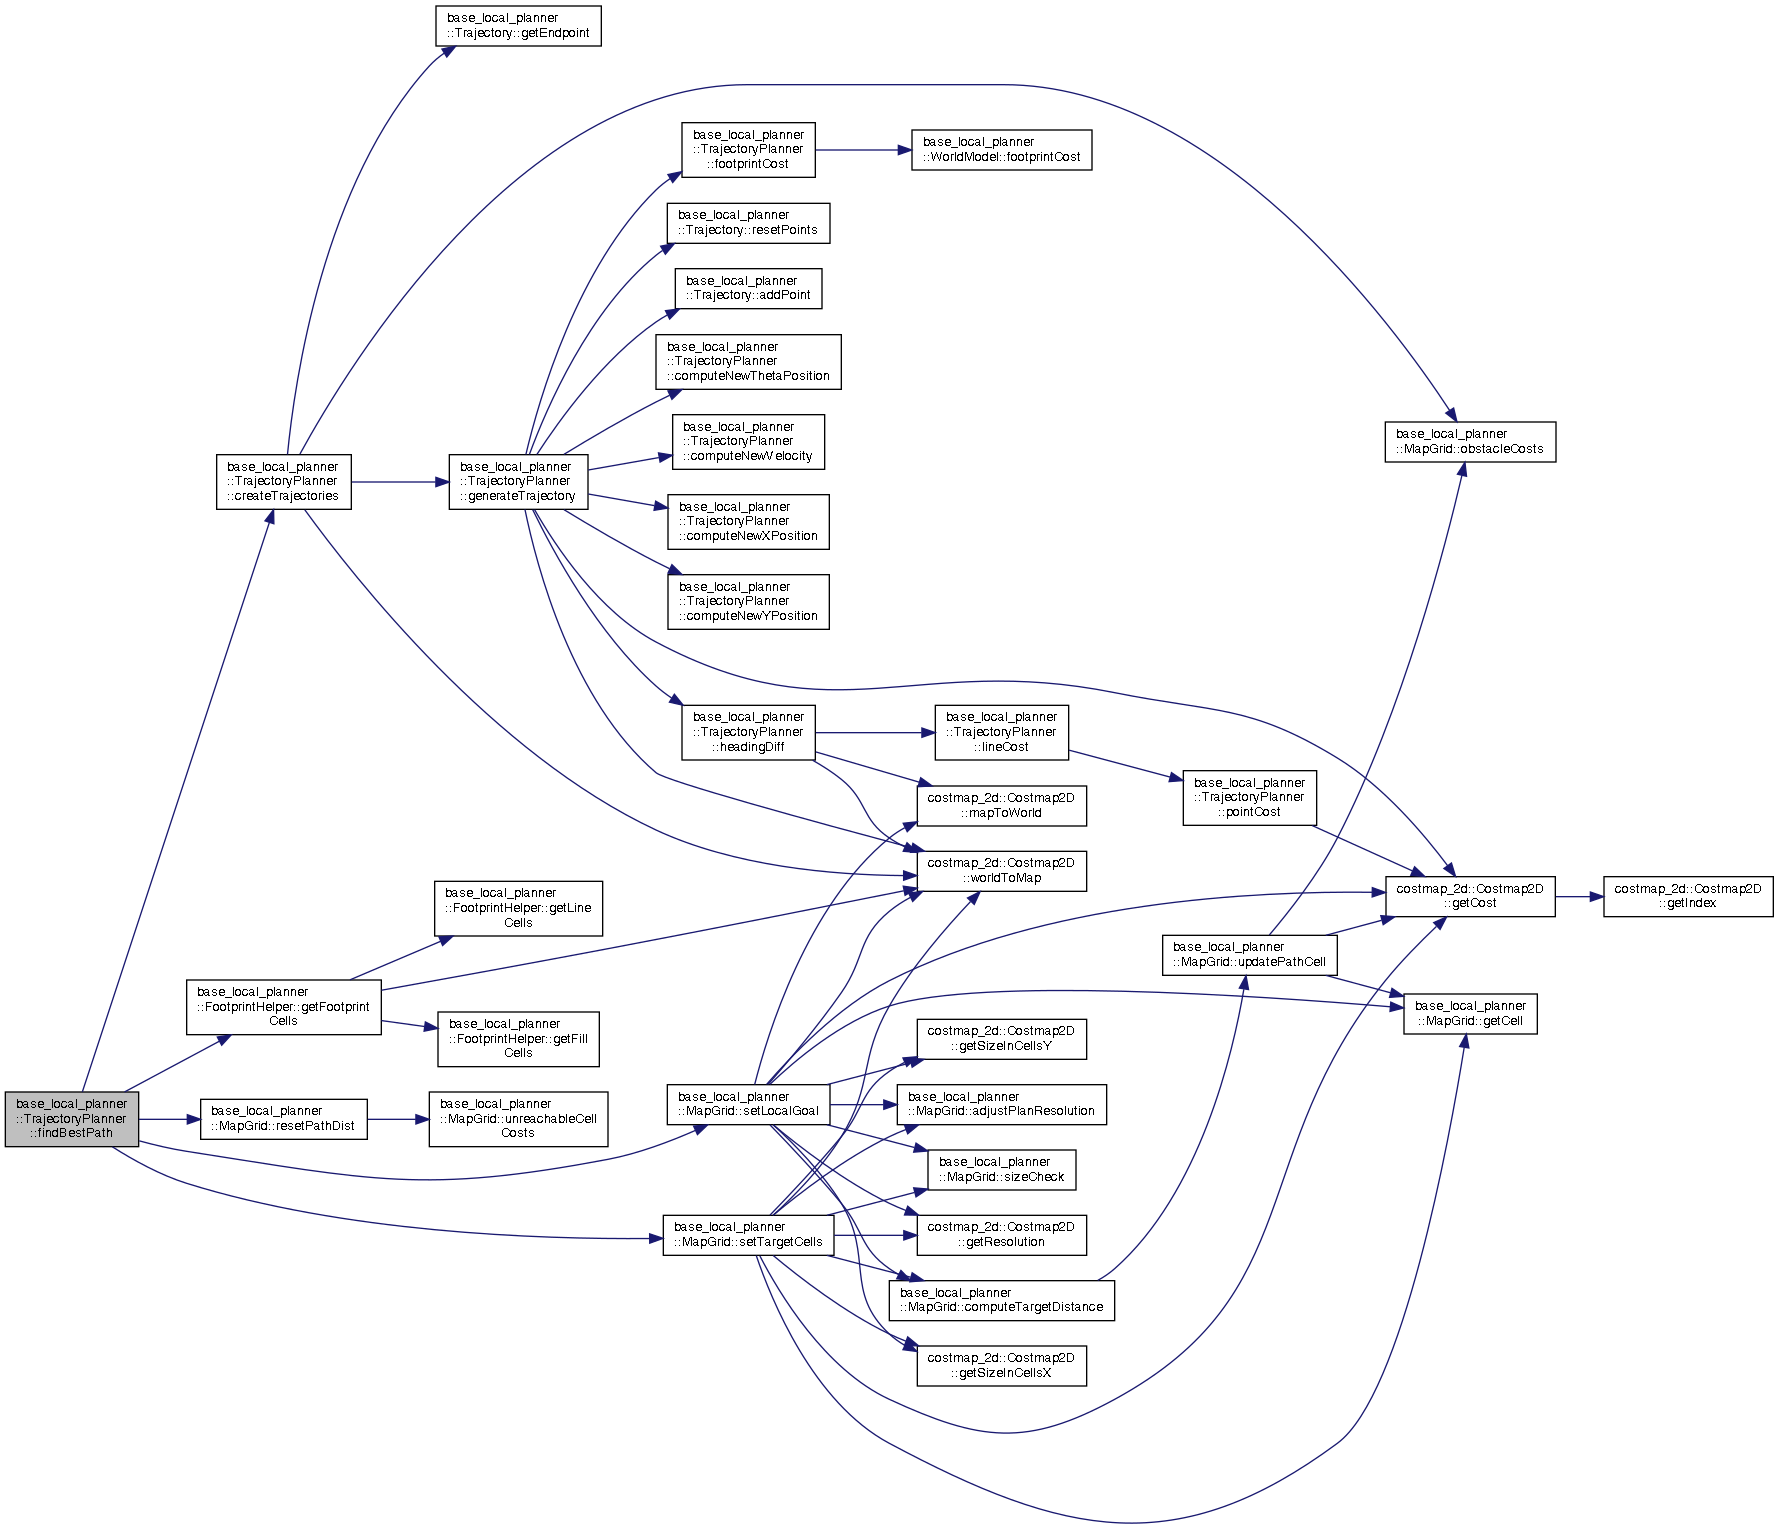 base_local_planner
::Trajectory::getEndpoint
base_local_planner
::TrajectoryPlanner
::footprintCost
base_local_planner
::WorldModel::footprintCost
base_local_planner
::Trajectory::resetPoints
base_local_planner
::Trajectory::addPoint
base_local_planner
::TrajectoryPlanner
::computeNewThetaPosition
base_local_planner
::TrajectoryPlanner
::computeNewVelocity
base_local_planner
::MapGrid::obstacleCosts
base_local_planner
::TrajectoryPlanner
::createTrajectories
base_local_planner
::TrajectoryPlanner
::generateTrajectory
base_local_planner
::TrajectoryPlanner
::computeNewXPosition
base_local_planner
::TrajectoryPlanner
::computeNewYPosition
base_local_planner
::TrajectoryPlanner
::headingDiff
base_local_planner
::TrajectoryPlanner
::lineCost
base_local_planner
::TrajectoryPlanner
::pointCost
costmap_2d::Costmap2D
::mapToWorld
costmap_2d::Costmap2D
::worldToMap
base_local_planner
::FootprintHelper::getLine
Cells
costmap_2d::Costmap2D
::getCost
costmap_2d::Costmap2D
::getIndex
base_local_planner
::MapGrid::updatePathCell
base_local_planner
::FootprintHelper::getFootprint
Cells
base_local_planner
::MapGrid::getCell
base_local_planner
::FootprintHelper::getFill
Cells
costmap_2d::Costmap2D
::getSizeInCellsY
base_local_planner
::TrajectoryPlanner
::findBestPath
base_local_planner
::MapGrid::resetPathDist
base_local_planner
::MapGrid::unreachableCell
Costs
base_local_planner
::MapGrid::setLocalGoal
base_local_planner
::MapGrid::adjustPlanResolution
base_local_planner
::MapGrid::sizeCheck
base_local_planner
::MapGrid::setTargetCells
costmap_2d::Costmap2D
::getResolution
base_local_planner
::MapGrid::computeTargetDistance
costmap_2d::Costmap2D
::getSizeInCellsX